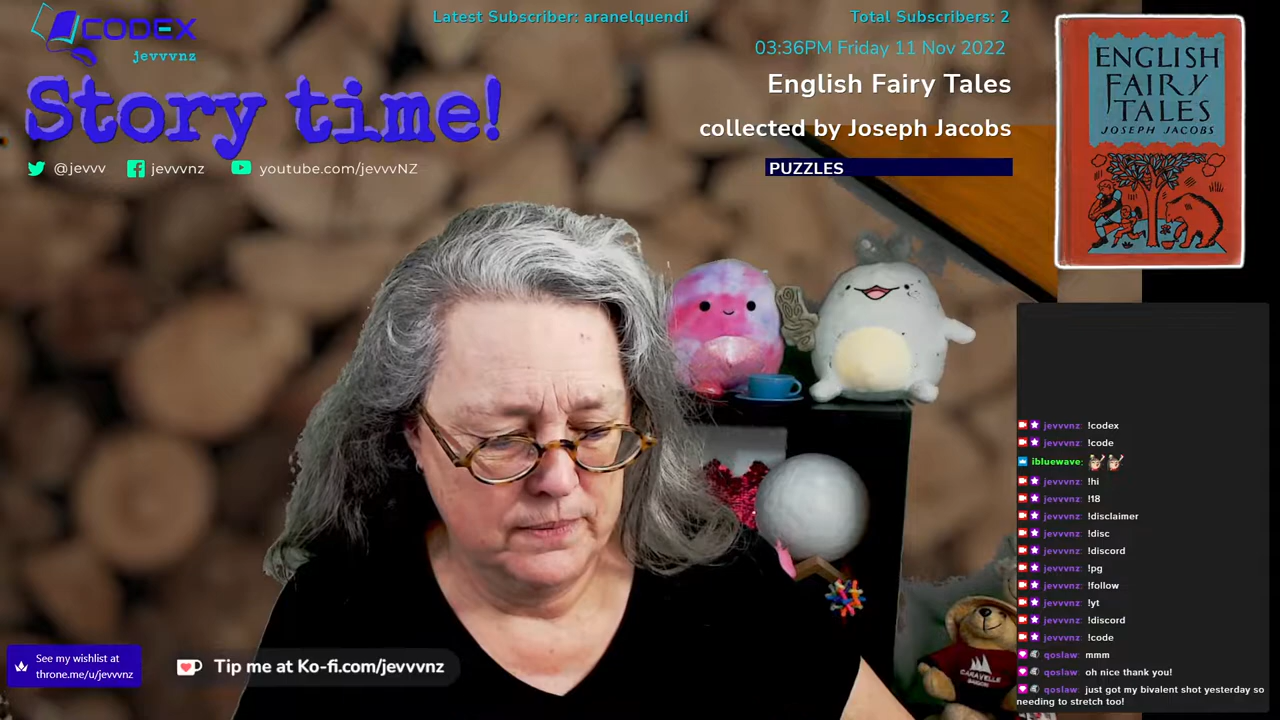 CODEX
jevvvnz
Story time!
@jevvv
jevvvnz
youtube.com/jevvvNZ
Latest Subscriber: aranelquendi
Total Subscribers: 2
03:36PM Friday 11 Nov 2022
English Fairy Tales
collected by Joseph Jacobs
PUZZLES
ENGLISH
FAIRY
TALES
JOSEPH JACOBS
jevvvnz: !codex
jevvvnz: !code
ibluewave:
jevvvnz: !hi
jevvvnz: !18
jevvvnz: !disclaimer
jevvvnz: !disc
jevvvnz: !discord
jevvvnz: !pg
jevvvnz: !follow
jevvvnz: !yt
jevvvnz: !discord
jevvvnz: !code
qoslaw: mmm
qoslaw: oh nice thank you!
qoslaw: just got my bivalent shot yesterday so
needing to stretch too!
CARAVELLE
See my wishlist at
throne.me/u/jevvvnz
Tip me at Ko-fi.com/jevvvnz